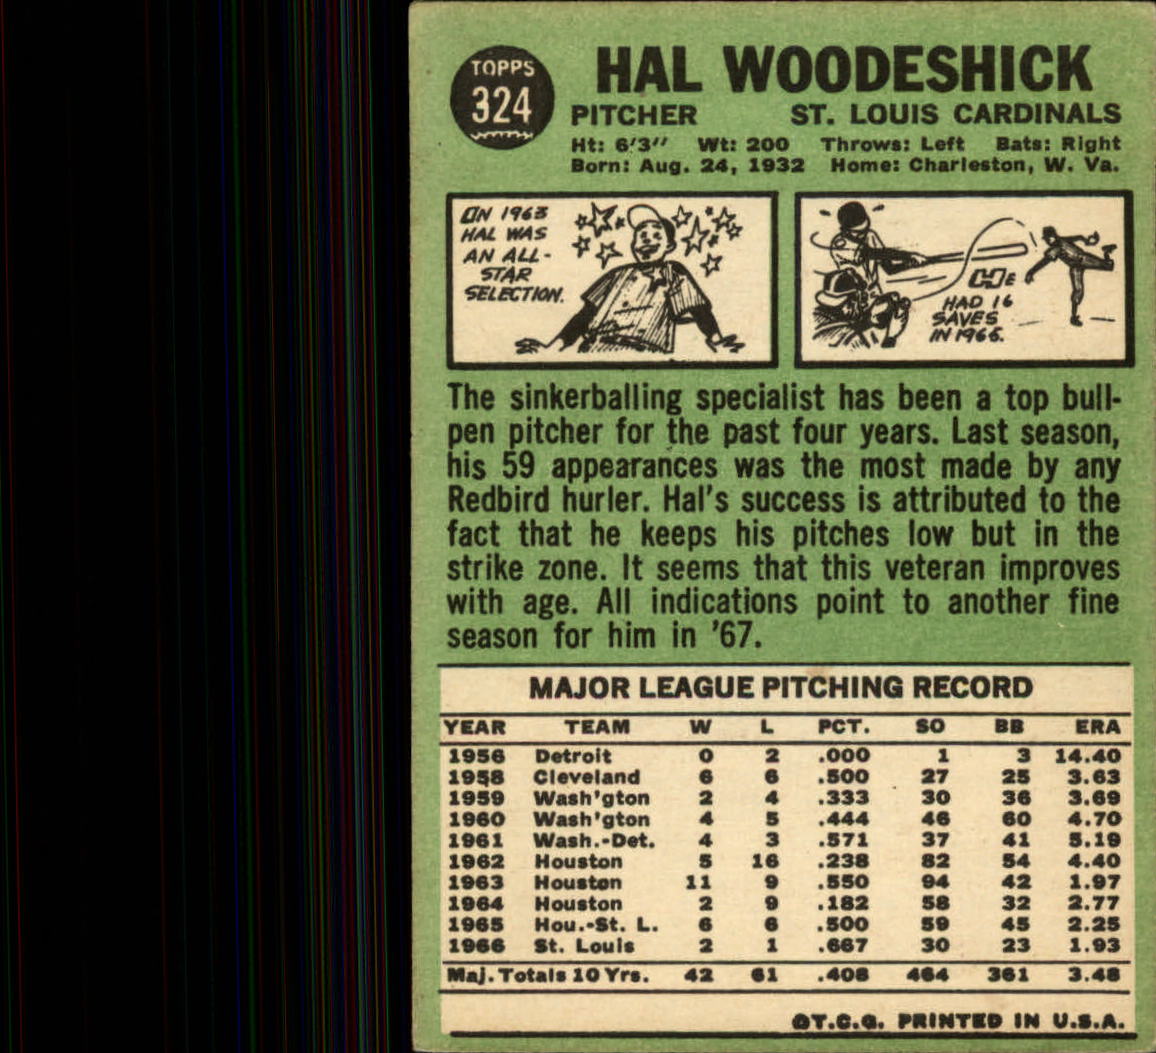 TOPPS
324
HAL WOODESHICK
PITCHER ST. LOUIS CARDINALS
Ht: 6'3" Wt: 200 Throws: Left Bats: Right
Born: Aug. 24, 1932 Home: Charleston, W. Va.
ON 1963
HAL WAS
AN ALL-
STAR
SELECTION.
HE
HAD 16
SAVES
IN 1965.
The sinkerballing specialist has been a top bull-
pen pitcher for the past four years. Last season,
his 59 appearances was the most made by any
Redbird hurler. Hal's success is attributed to the
fact that he keeps his pitches low but in the
strike zone. It seems that this veteran improves
with age. All indications point to another fine
season for him in '67.
MAJOR LEAGUE PITCHING RECORD
YEAR TEAM W L PCT. SO BB ERA
1956 Detroit 0 2 .000 1 3 14.40
1958 Cleveland 6 6 .500 27 25 3.63
1959 Wash'gton 2 4 .333 30 36 3.69
1960 Wash'gton 4 5 .444 46 60 4.70
1961 Wash.-Det. 4 3 .571 37 41 5.19
1962 Houston 5 16 .238 82 54 4.40
1963 Houston 11 9 .550 94 42 1.97
1964 Houston 2 9 .182 58 32 2.77
1965 Hou.-St. L. 6 6 .500 59 45 2.25
1966 St. Louis 2 1 .667 30 23 1.93
Maj. Totals 10 Yrs. 42 61 .408 464 361 3.48
©T.C.G. PRINTED IN U.S.A.